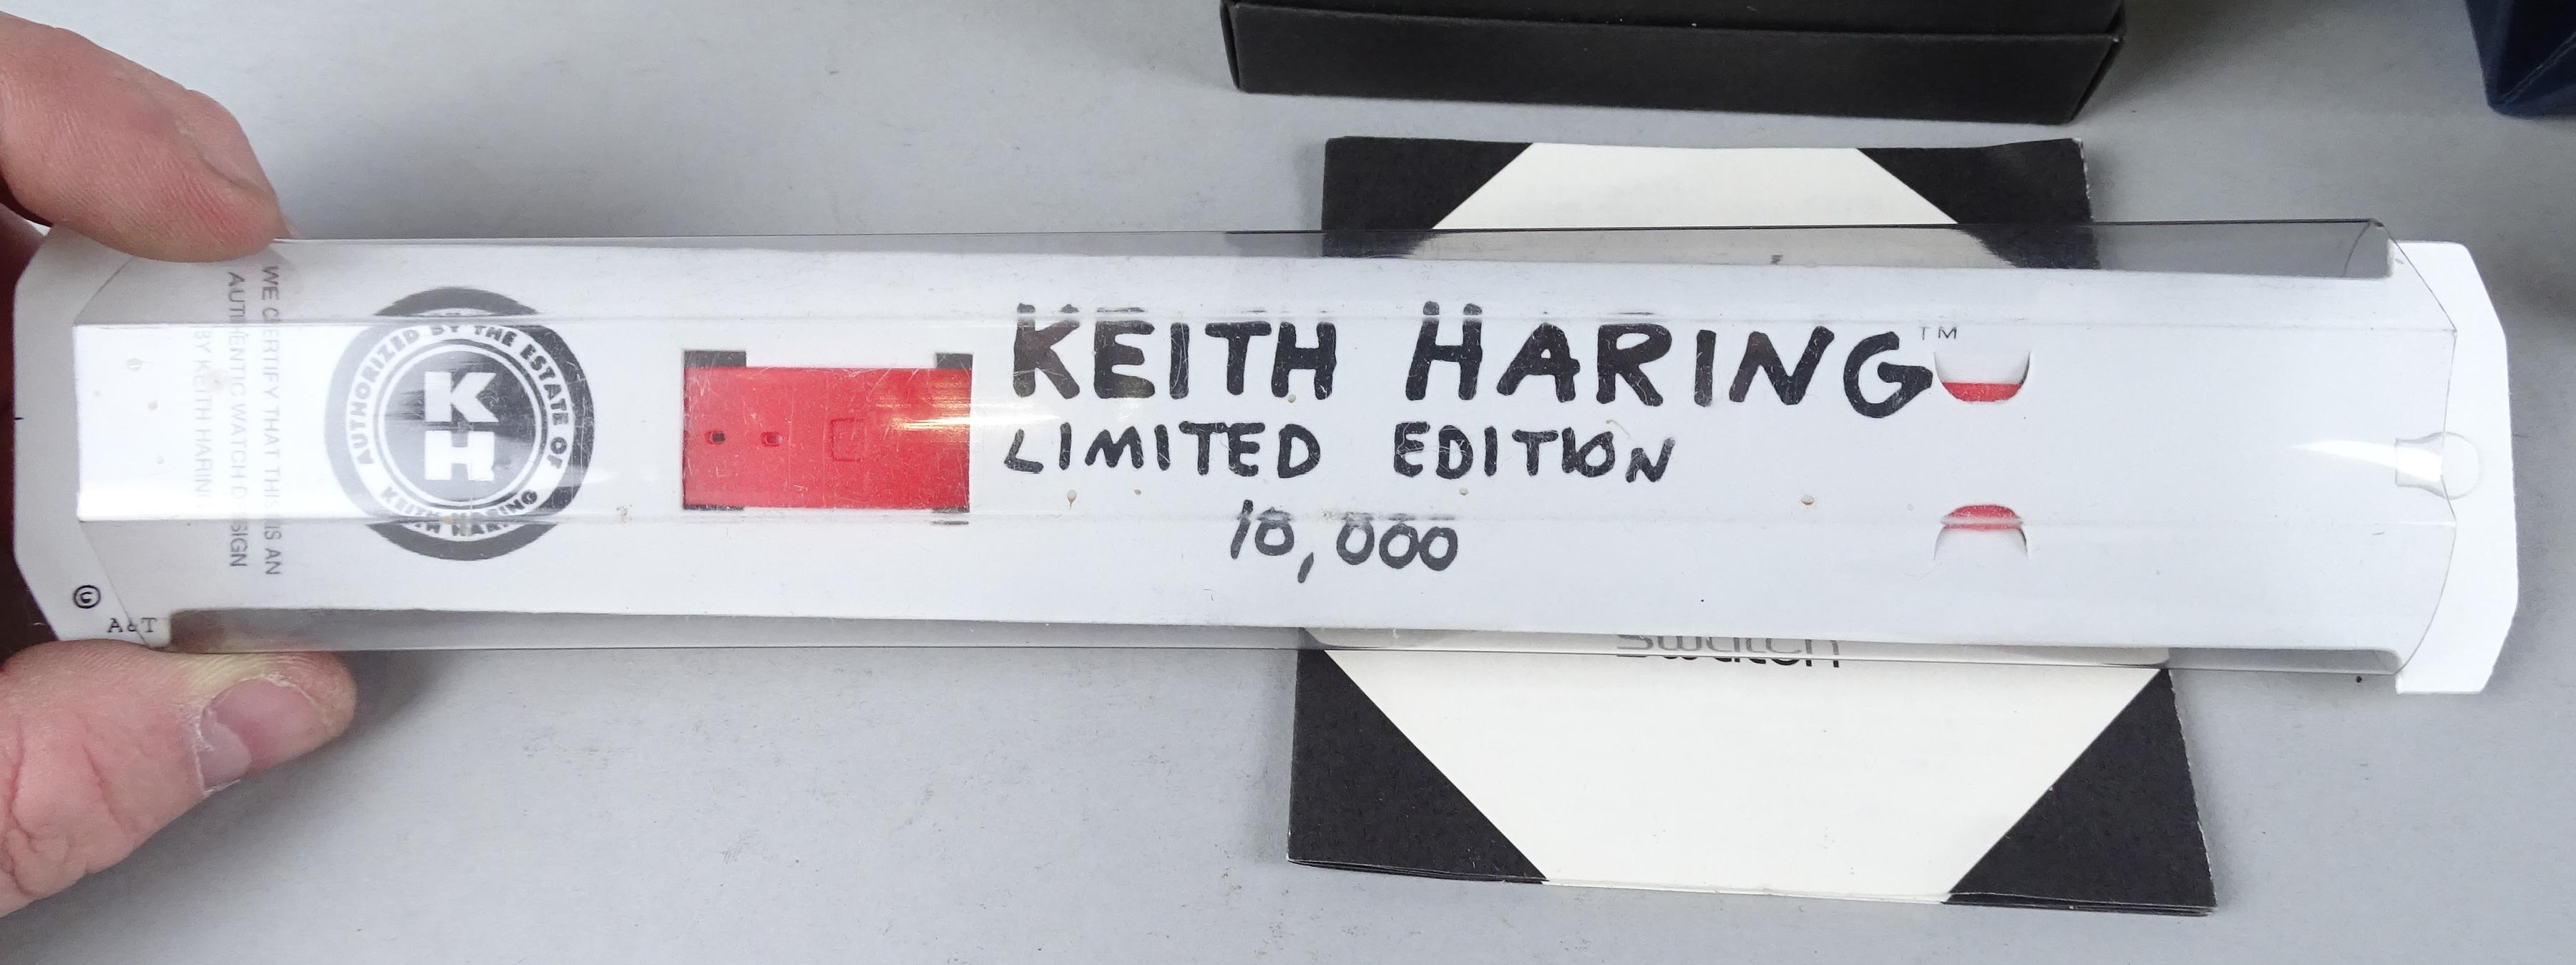 WE CERTIFY THAT THIS IS AN
AUTHENTIC WATCH DESIGN
BY KEITH HARING
AUTHORIZED BY THE ESTATE OF
KEITH HARING
K
H
KEITH HARING™
LIMITED EDITION
10,000
©
A&T
swatch